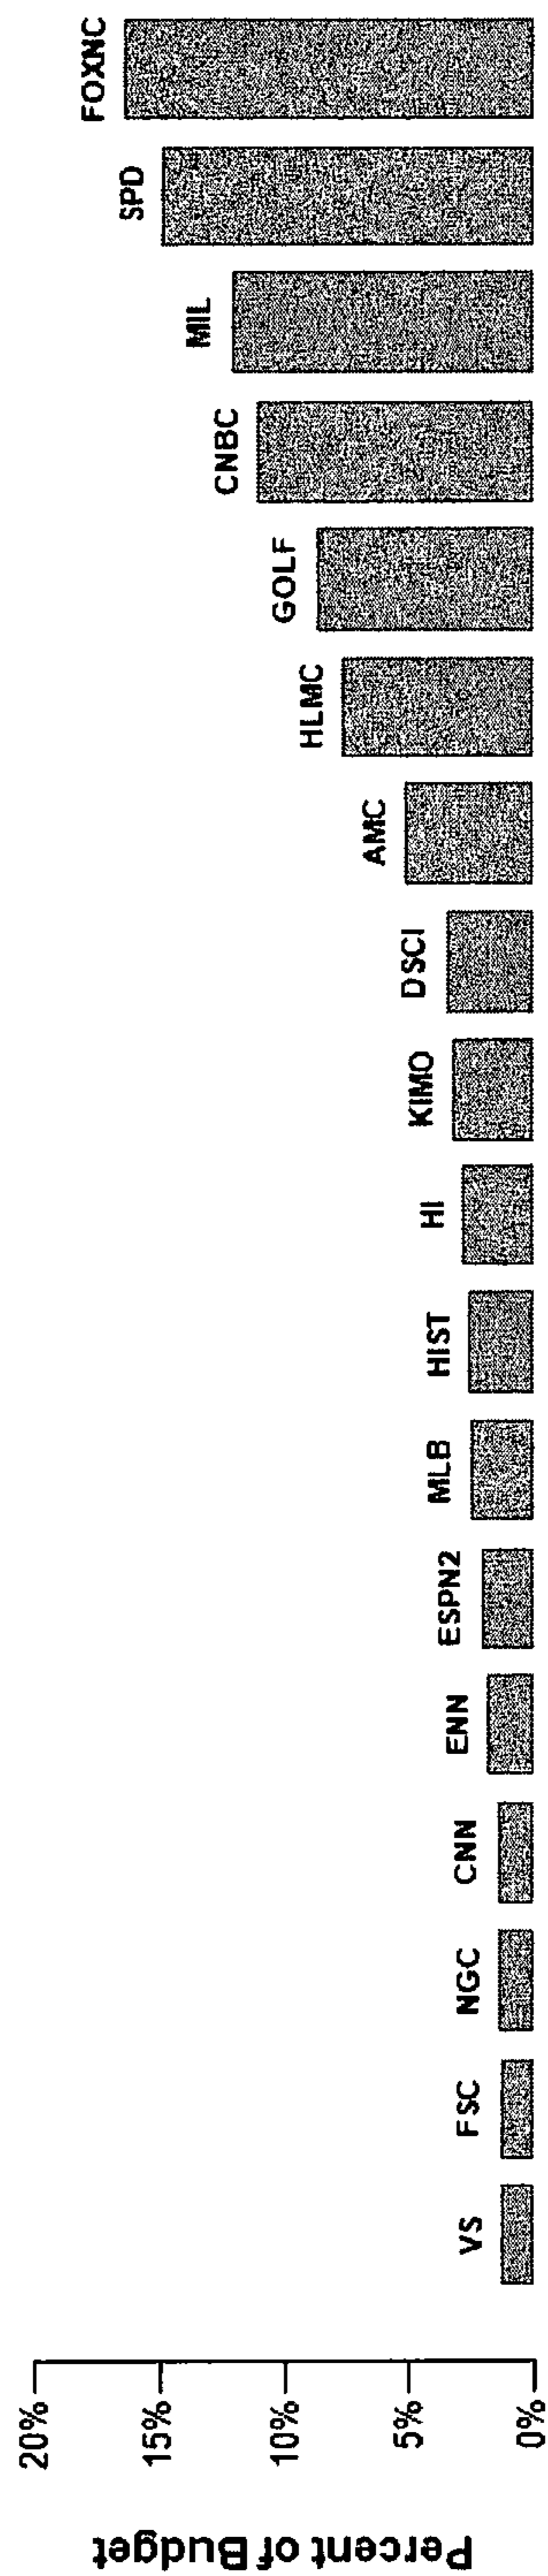 Percent of Budget
20%
15%
10%
5%
0%
VS
FSC
NGC
CNN
ENN
ESPN2
MLB
HIST
HI
KIMO
DSCI
AMC
HLMC
GOLF
CNBC
MIL
SPD
FOXNC